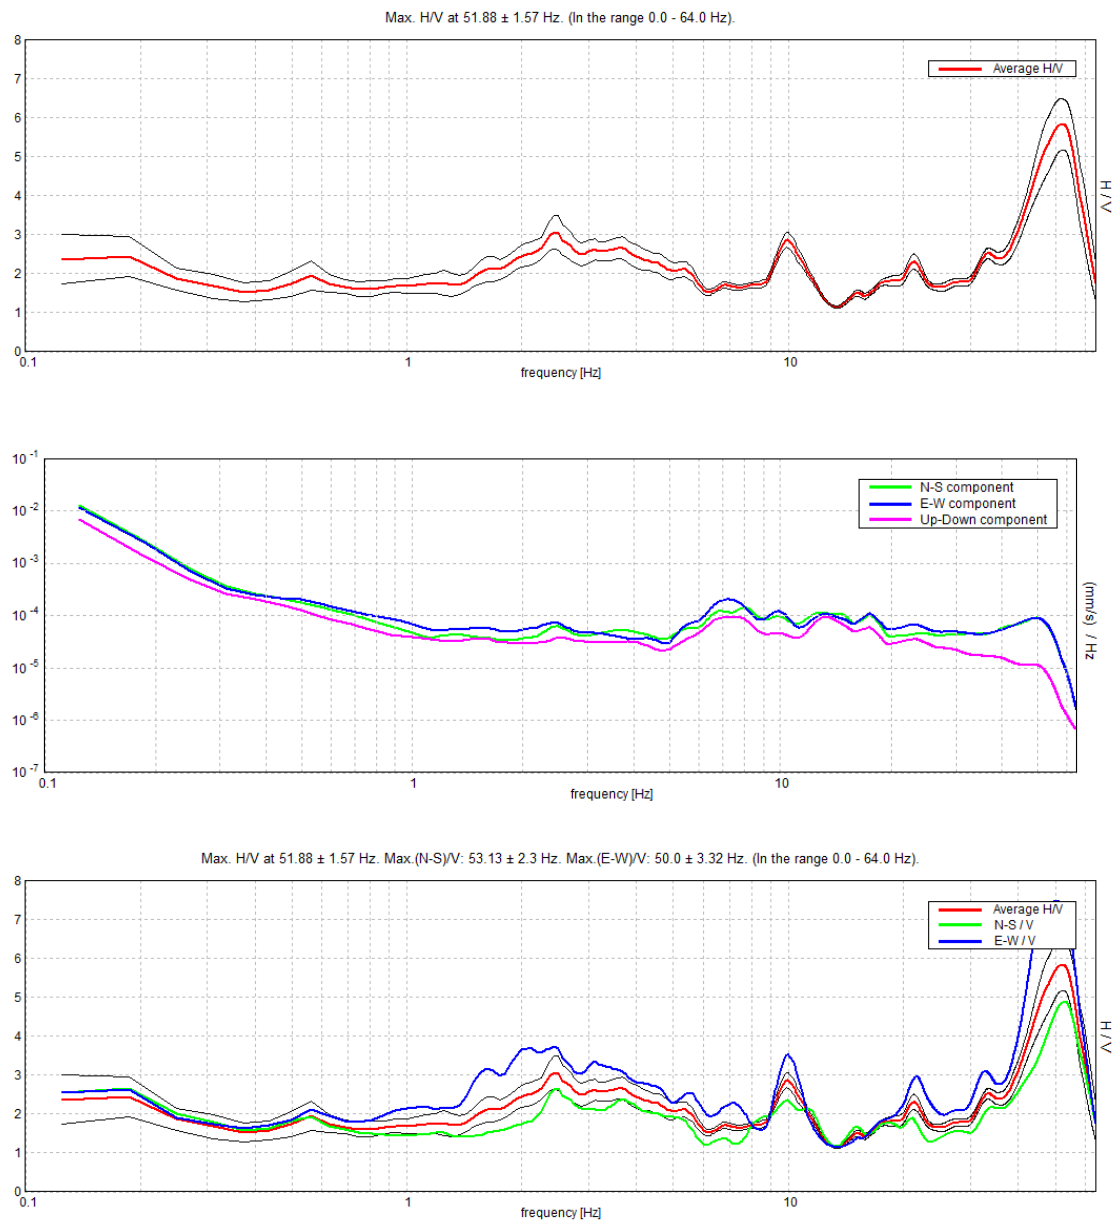 Max. H/V at 51.88 ± 1.57 Hz. (In the range 0.0 - 64.0 Hz).
8
7
6
5
4
3
2
1
0
Average H/V
H / V
0.1
1
10
frequency [Hz]
10 -1
10 -2
10 -3
10 -4
10 -5
10 -6
10 -7
N-S component
E-W component
Up-Down component
(mm/s) / Hz
0.1
1
10
frequency [Hz]
Max. H/V at 51.88 ± 1.57 Hz. Max.(N-S)/V: 53.13 ± 2.3 Hz. Max.(E-W)/V: 50.0 ± 3.32 Hz. (In the range 0.0 - 64.0 Hz).
8
7
6
5
4
3
2
1
0
Average H/V
N-S / V
E-W / V
H / V
0.1
1
10
frequency [Hz]